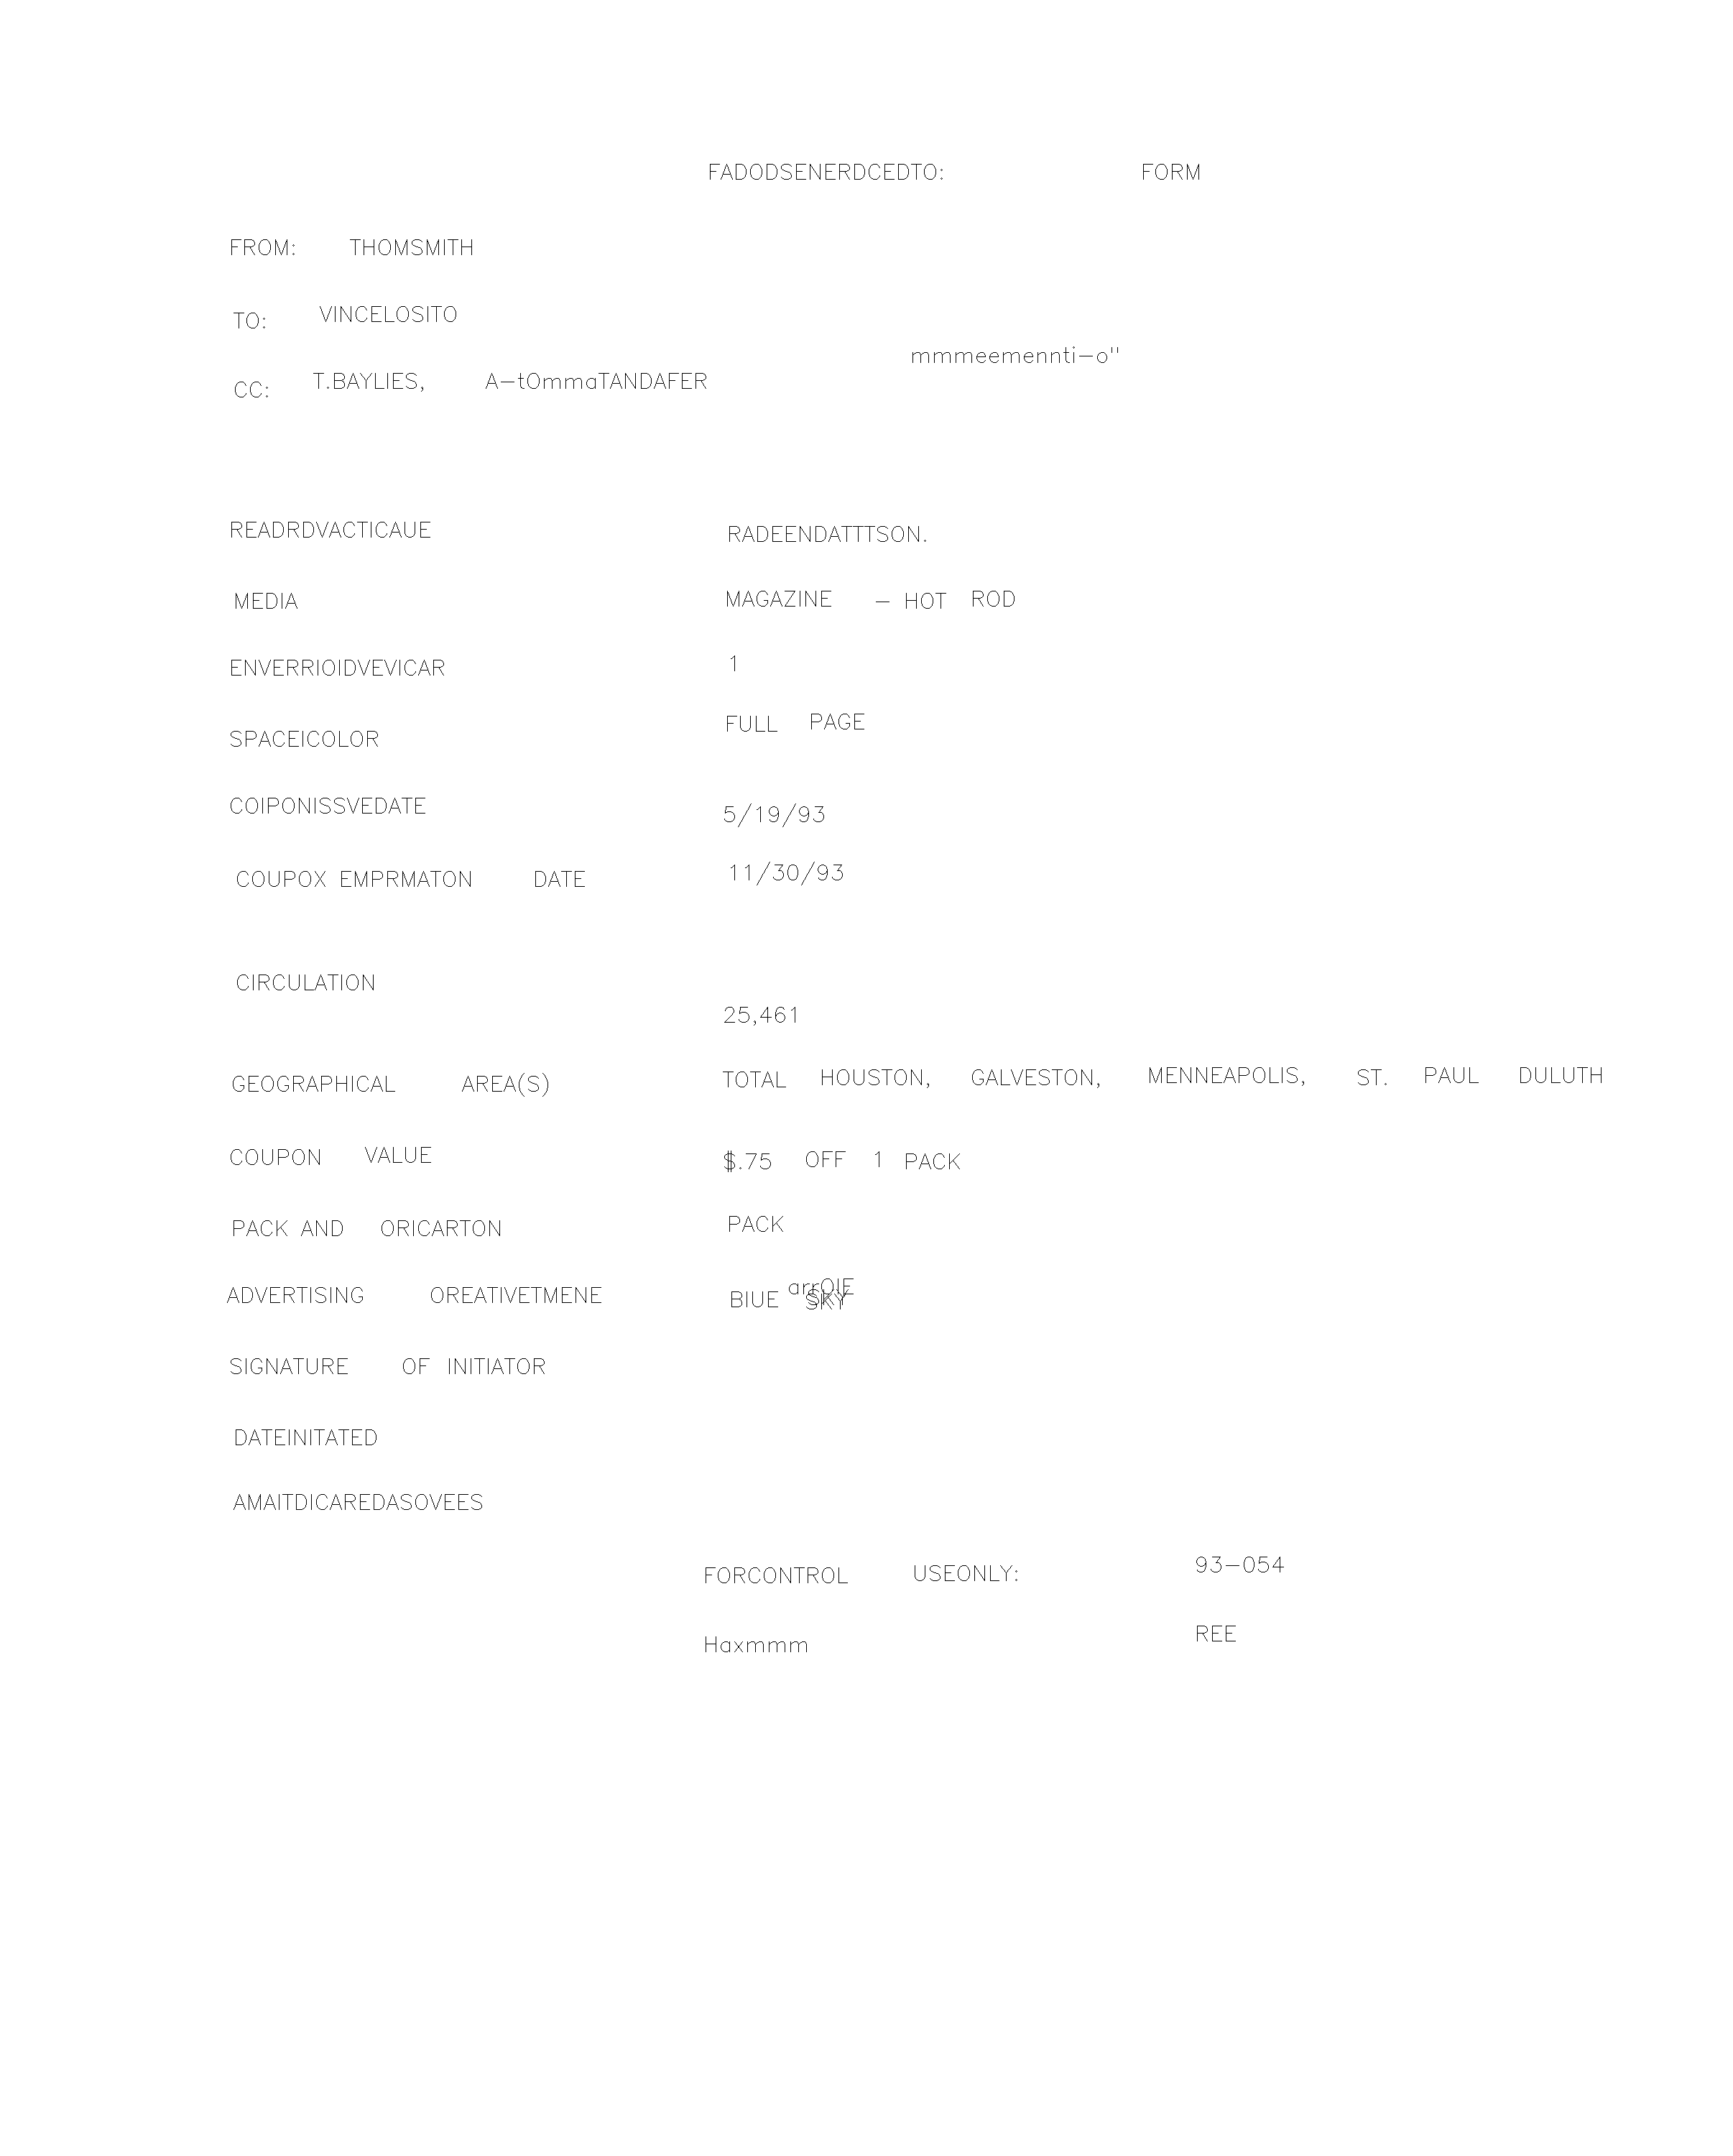 FADODSENERDCEDTO: FORM
FROM: THOMSMITH
TO: VINCELOSITO
mmmeemennti-o"
CC: T.BAYLIES, A-tOmmaTANDAFER
READRDVACTICAUE RADEENDATTTSON.
MEDIA MAGAZINE - HOT ROD
ENVERRIOIDVEVICAR 1
SPACEICOLOR FULL PAGE
COIPONISSVEDATE 5/19/93
COUPOX EMPRMATON DATE 11/30/93
CIRCULATION
25,461
GEOGRAPHICAL AREA(S) TOTAL HOUSTON, GALVESTON, MENNEAPOLIS, ST. PAUL DULUTH
COUPON VALUE $.75 OFF 1 PACK
PACK AND ORICARTON PACK
ADVERTISING OREATIVETMENE BIUE SKY
SIGNATURE OF INITIATOR
DATEINITATED
AMAITDICAREDASOVEES
FORCONTROL USEONLY: 93-054
Haxmmm REE